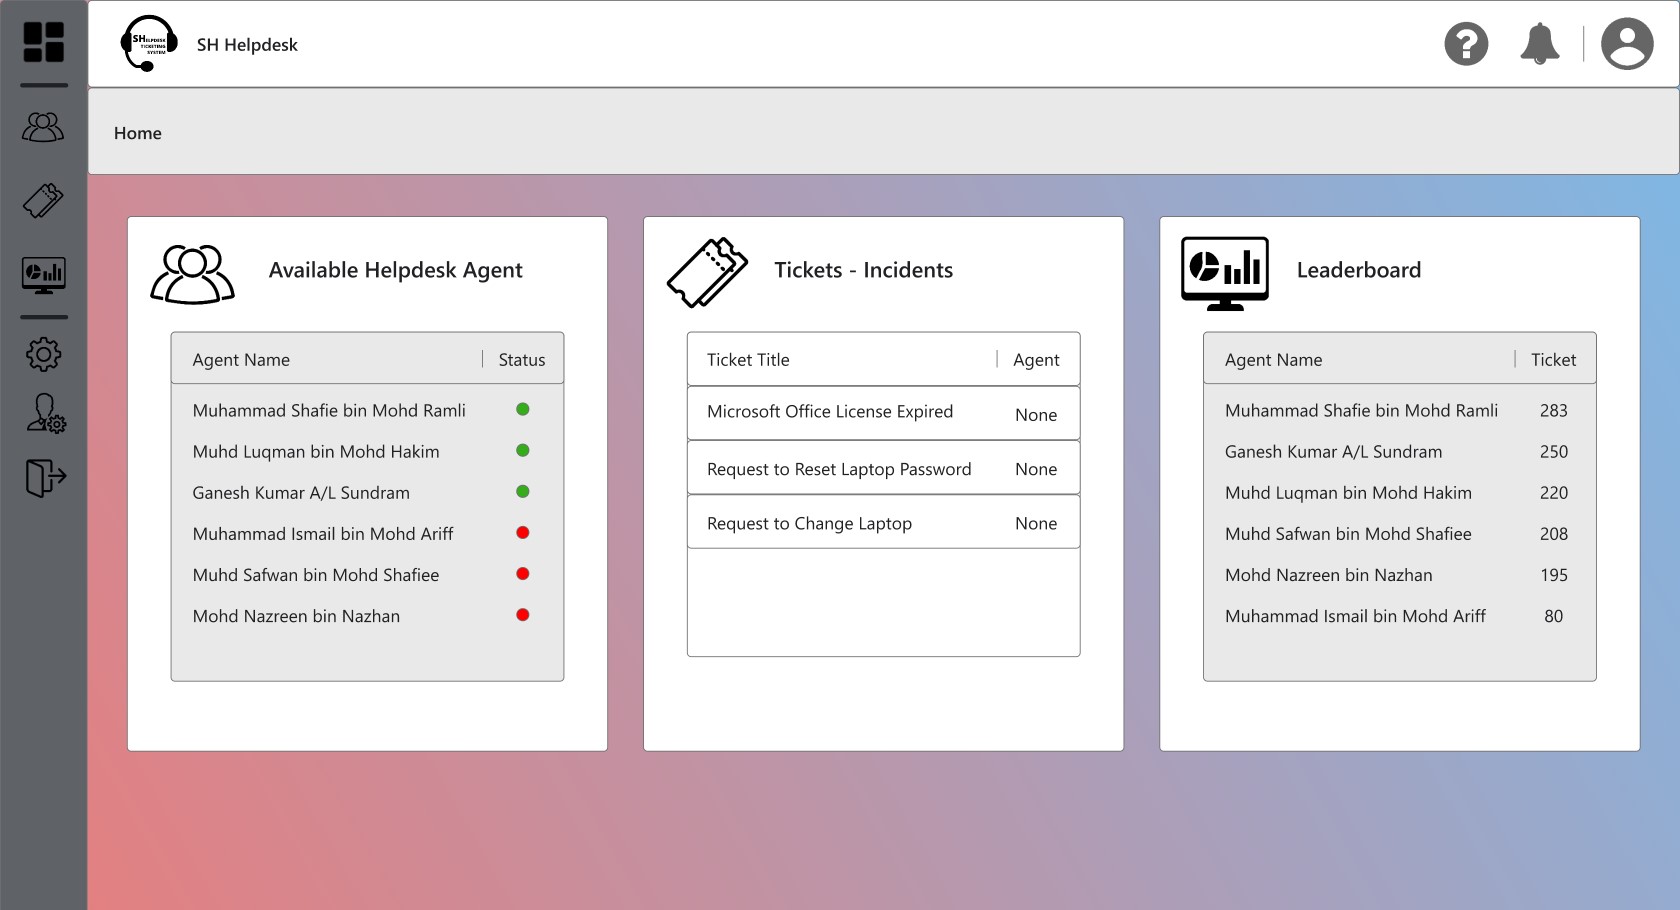 SHELPDESK
TICKETING
SYSTEM
SH Helpdesk
Home
Available Helpdesk Agent
Agent Name Status
Muhammad Shafie bin Mohd Ramli
Muhd Luqman bin Mohd Hakim
Ganesh Kumar A/L Sundram
Muhammad Ismail bin Mohd Ariff
Muhd Safwan bin Mohd Shafiee
Mohd Nazreen bin Nazhan
Tickets - Incidents
Ticket Title Agent
Microsoft Office License Expired None
Request to Reset Laptop Password None
Request to Change Laptop None
Leaderboard
Agent Name Ticket
Muhammad Shafie bin Mohd Ramli 283
Ganesh Kumar A/L Sundram 250
Muhd Luqman bin Mohd Hakim 220
Muhd Safwan bin Mohd Shafiee 208
Mohd Nazreen bin Nazhan 195
Muhammad Ismail bin Mohd Ariff 80